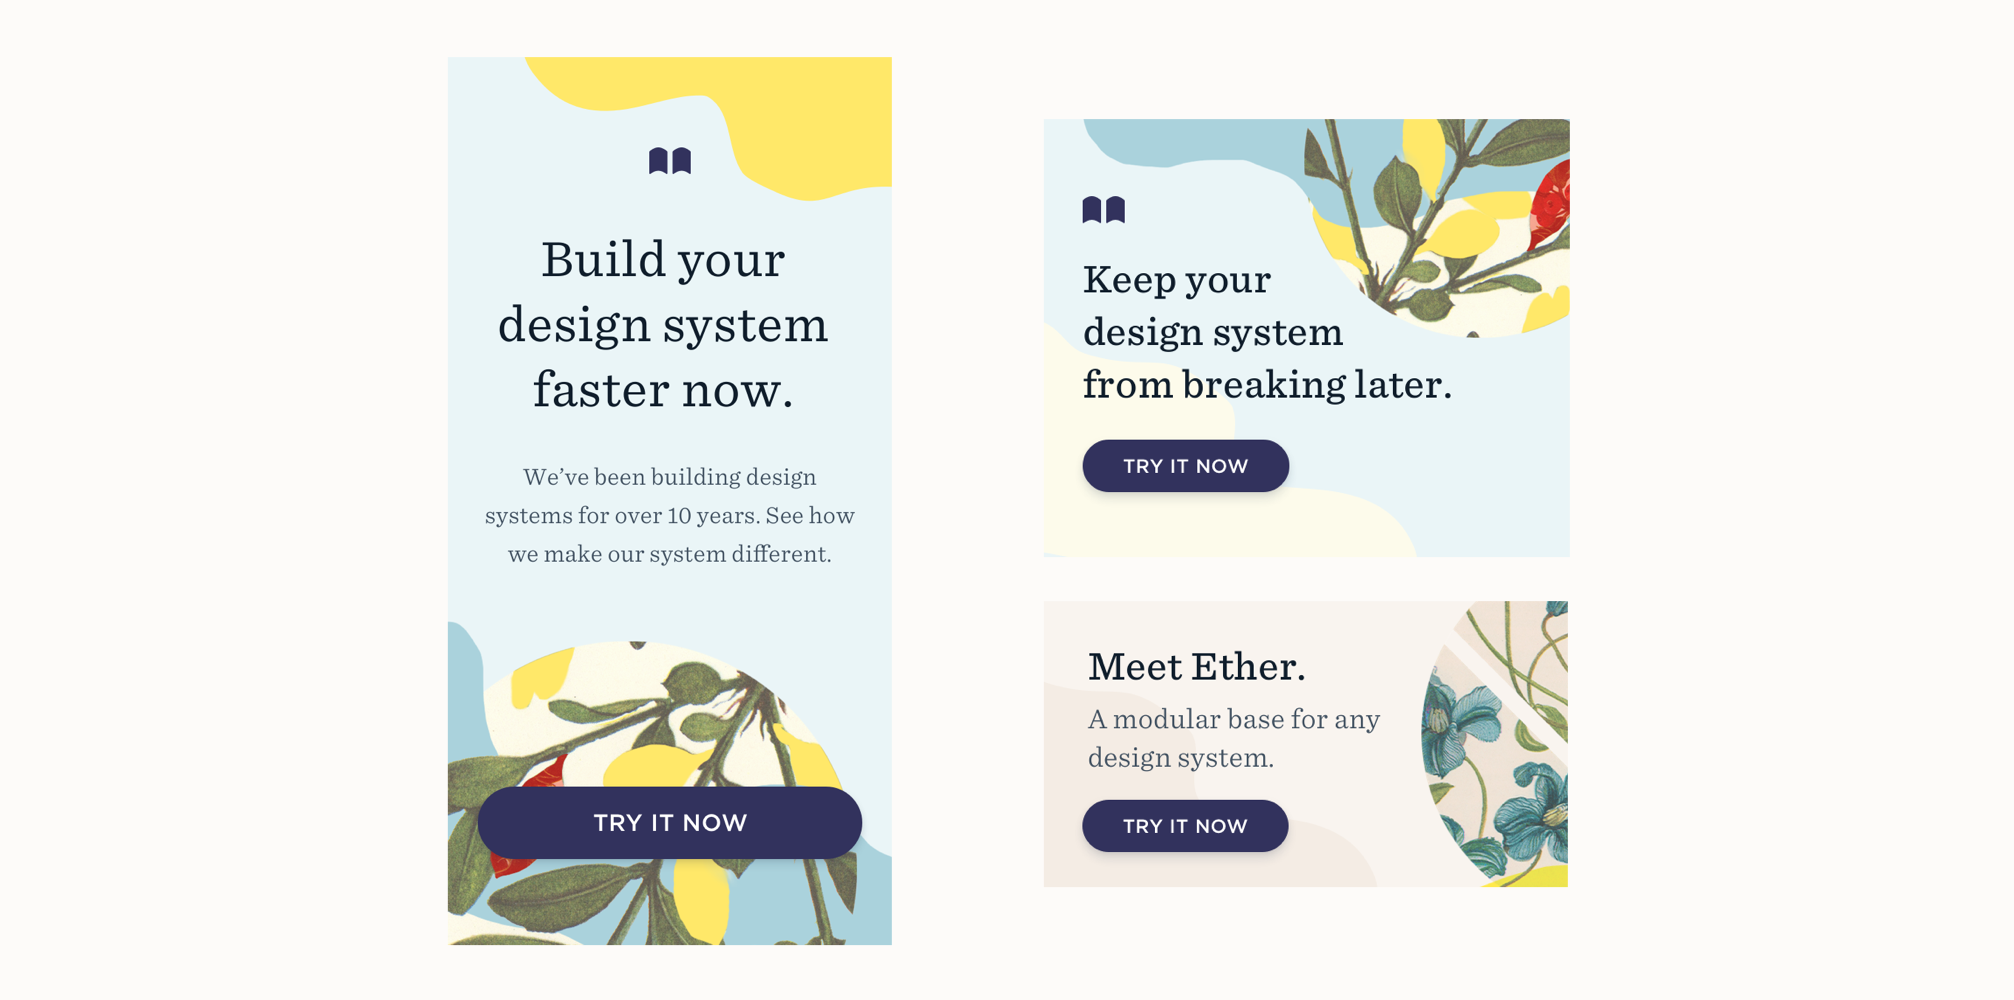 Build your
design system
faster now.
We’ve been building design
systems for over 10 years. See how
we make our system different.
TRY IT NOW
Keep your
design system
from breaking later.
TRY IT NOW
Meet Ether.
A modular base for any
design system.
TRY IT NOW